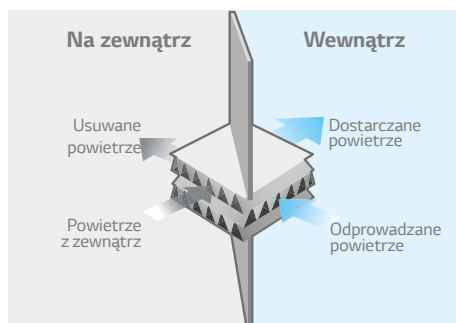 Na zewnątrz
Wewnątrz
Usuwane
powietrze
Dostarczane
powietrze
Powietrze
z zewnątrz
Odprowadzane
powietrze